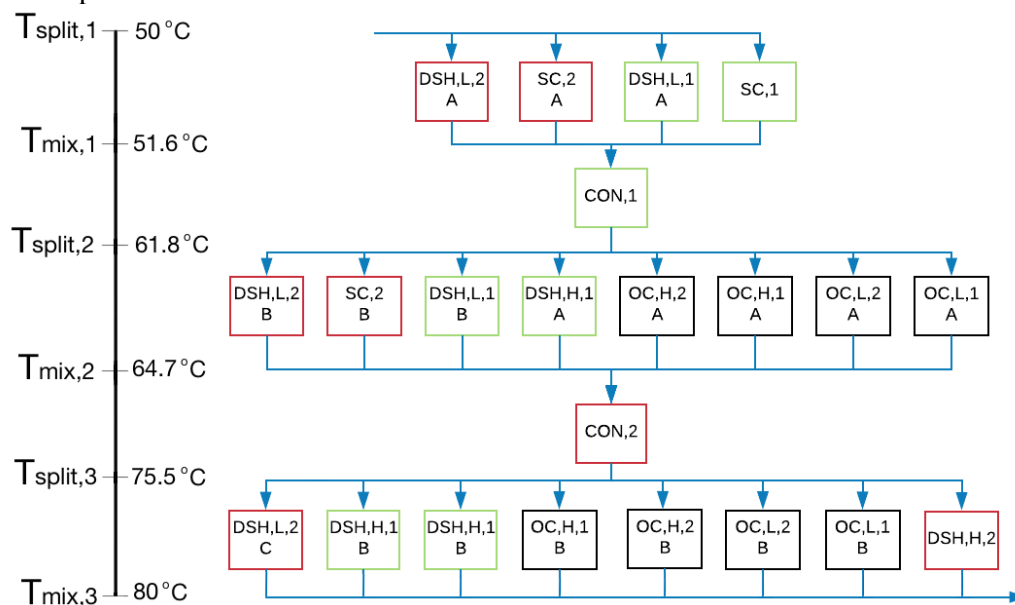 Tsplit,1
50 °C
DSH,L,2
A
SC,2
A
DSH,L,1
A
SC,1
Tmix,1
51.6 °C
CON,1
Tsplit,2
61.8 °C
DSH,L,2
B
SC,2
B
DSH,L,1
B
DSH,H,1
A
OC,H,2
A
OC,H,1
A
OC,L,2
A
OC,L,1
A
Tmix,2
64.7 °C
CON,2
Tsplit,3
75.5 °C
DSH,L,2
C
DSH,H,1
B
DSH,H,1
B
OC,H,1
B
OC,H,2
B
OC,L,2
B
OC,L,1
B
DSH,H,2
Tmix,3
80 °C